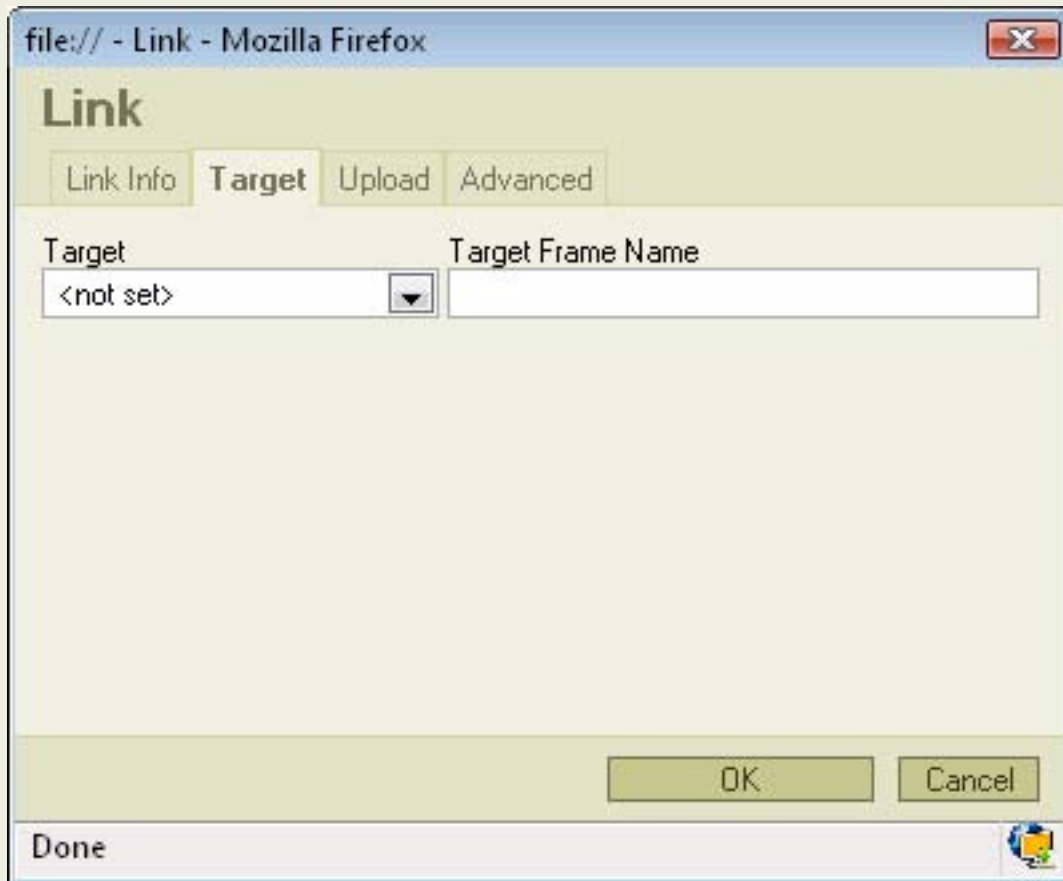 file:// - Link - Mozilla Firefox
Link
Link Info Target Upload Advanced
Target Target Frame Name
<not set>
OK Cancel
Done